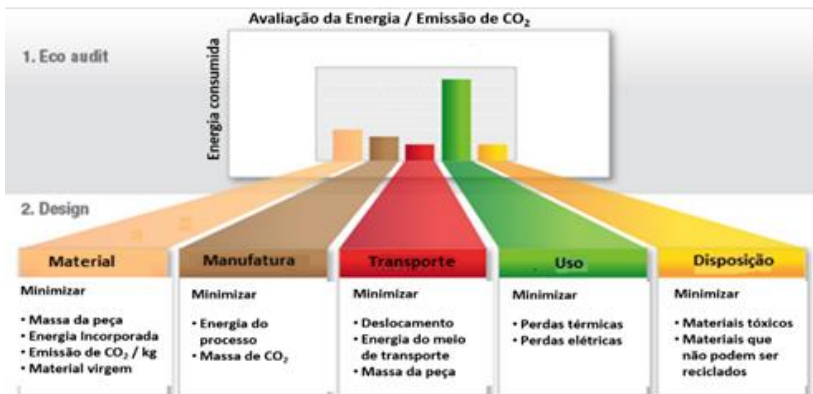 Avaliação da Energia / Emissão de CO₂
1. Eco audit
Energia consumida
2. Design
Material
Minimizar
• Massa da peça
• Energia Incorporada
• Emissão de CO₂ / kg
• Material virgem
Manufatura
Minimizar
• Energia do
processo
• Massa de CO₂
Transporte
Minimizar
• Deslocamento
• Energia do meio
de transporte
• Massa da peça
Uso
Minimizar
• Perdas térmicas
• Perdas elétricas
Disposição
Minimizar
• Materiais tóxicos
• Materiais que
não podem ser
reciclados